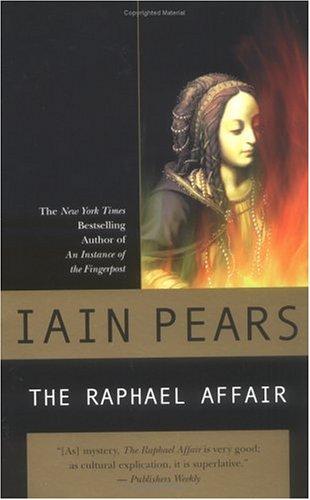 Copyrighted Material
The New York Times
Bestselling
Author of
An Instance of
the Fingerpost
IAIN PEARS
THE RAPHAEL AFFAIR
"[As] mystery, The Raphael Affair is very good;
as cultural explication, it is superlative."
— Publishers Weekly